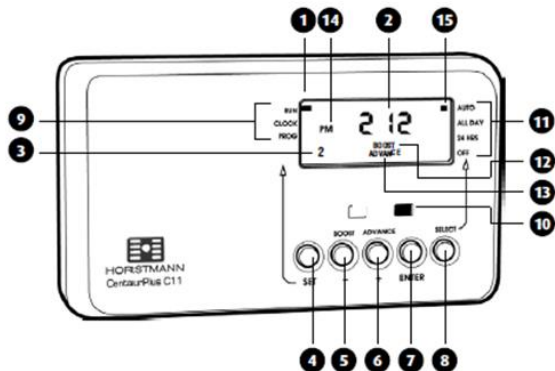 1 14 2 15
9 RUN AUTO 11
CLOCK PM 2 12 ALL DAY
PROG 24 HRS
3 2 BOOST OFF 12
ADVANCE 13
10
BOOST ADVANCE SELECT
HORSTMANN
CentaurPlus C11
SET - + ENTER
4 5 6 7 8